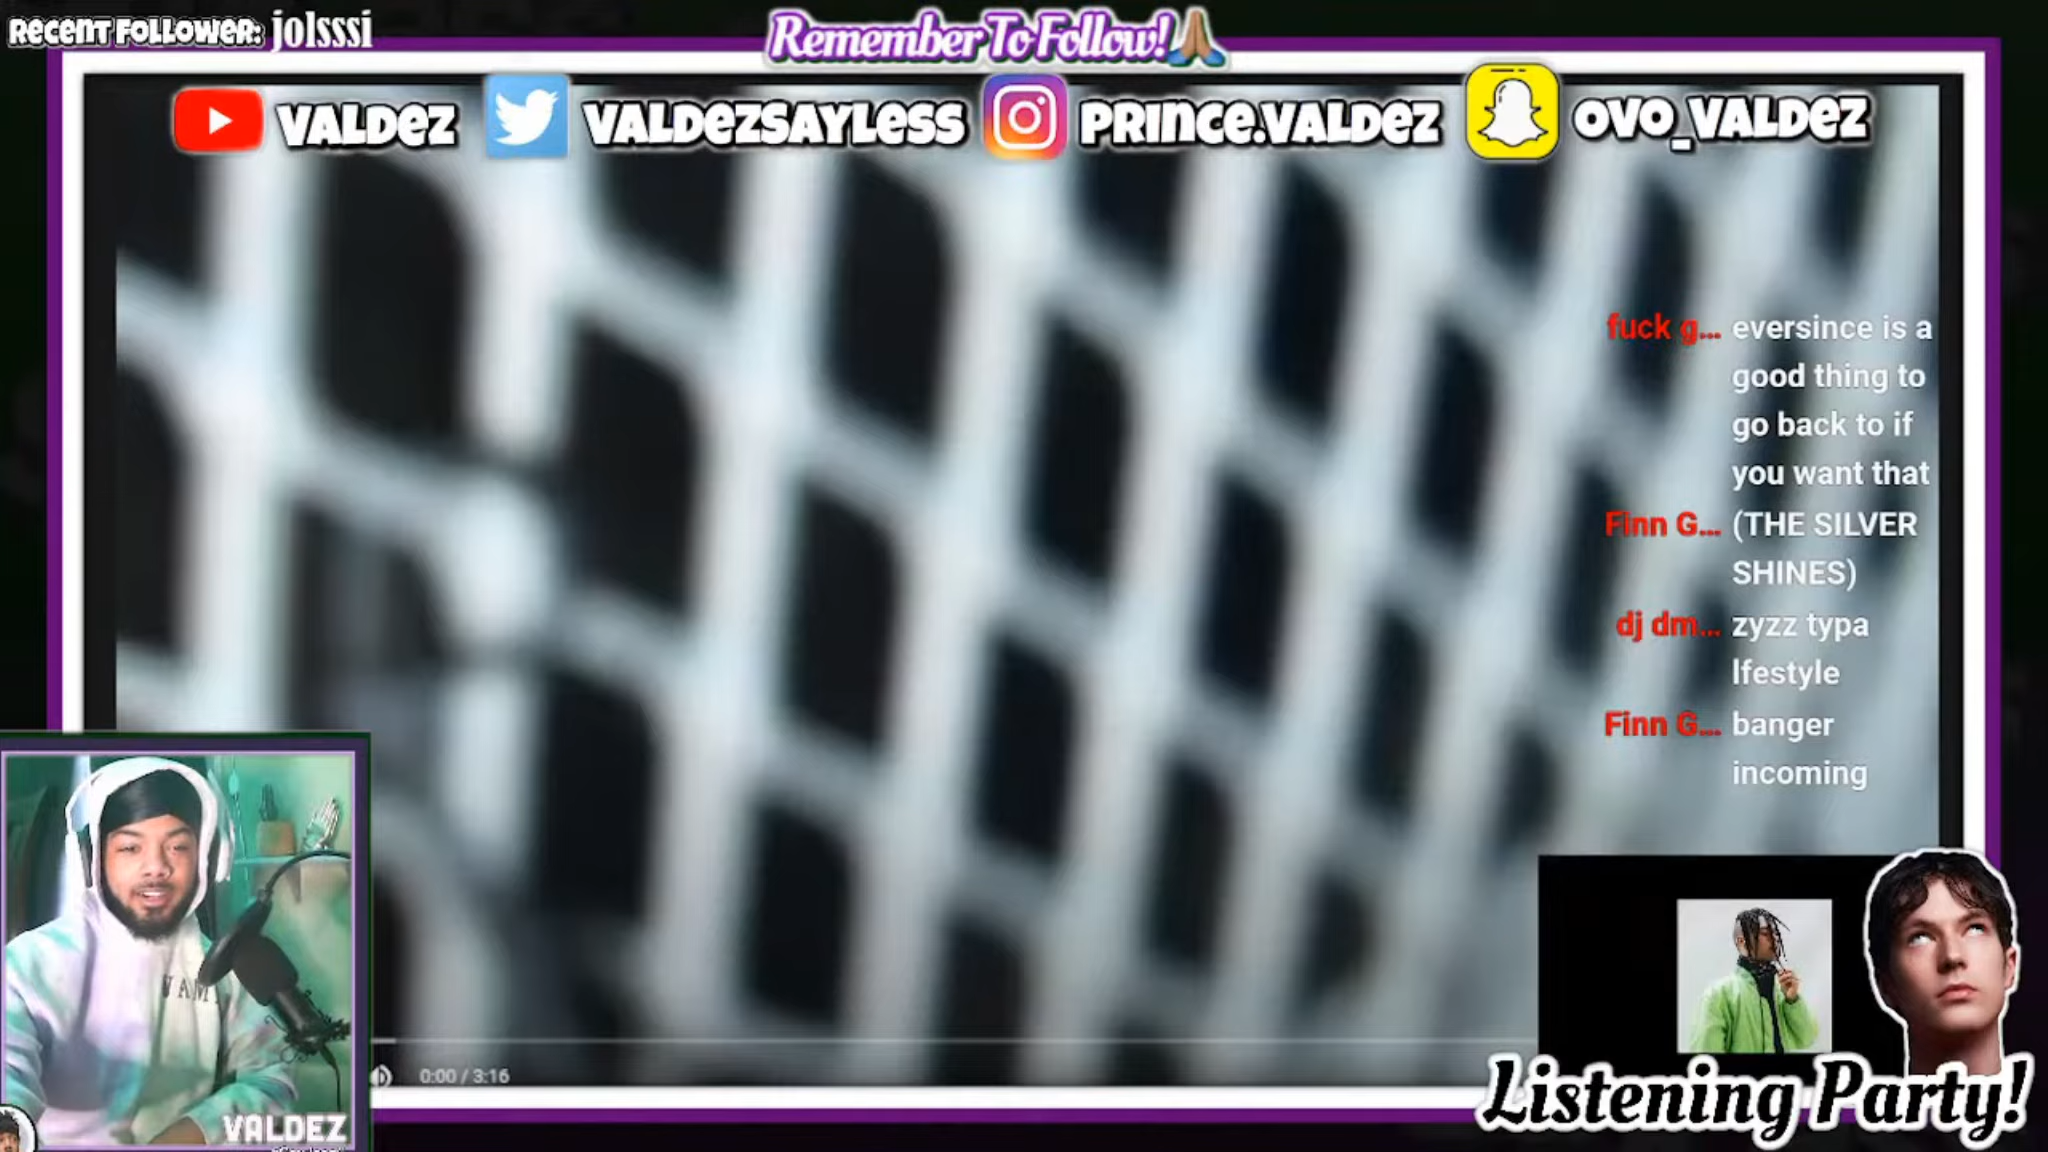 Recent Follower: jolsssi
Remember To Follow!
VALDEZ
VALDEZSAYLESS
PRINCE.VALDEZ
OVO_VALDEZ
fuck g... eversince is a
good thing to
go back to if
you want that
Finn G... (THE SILVER
SHINES)
dj dm... zyzz typa
lfestyle
Finn G... banger
incoming
VALDEZ
0:00 / 3:16
Listening Party!